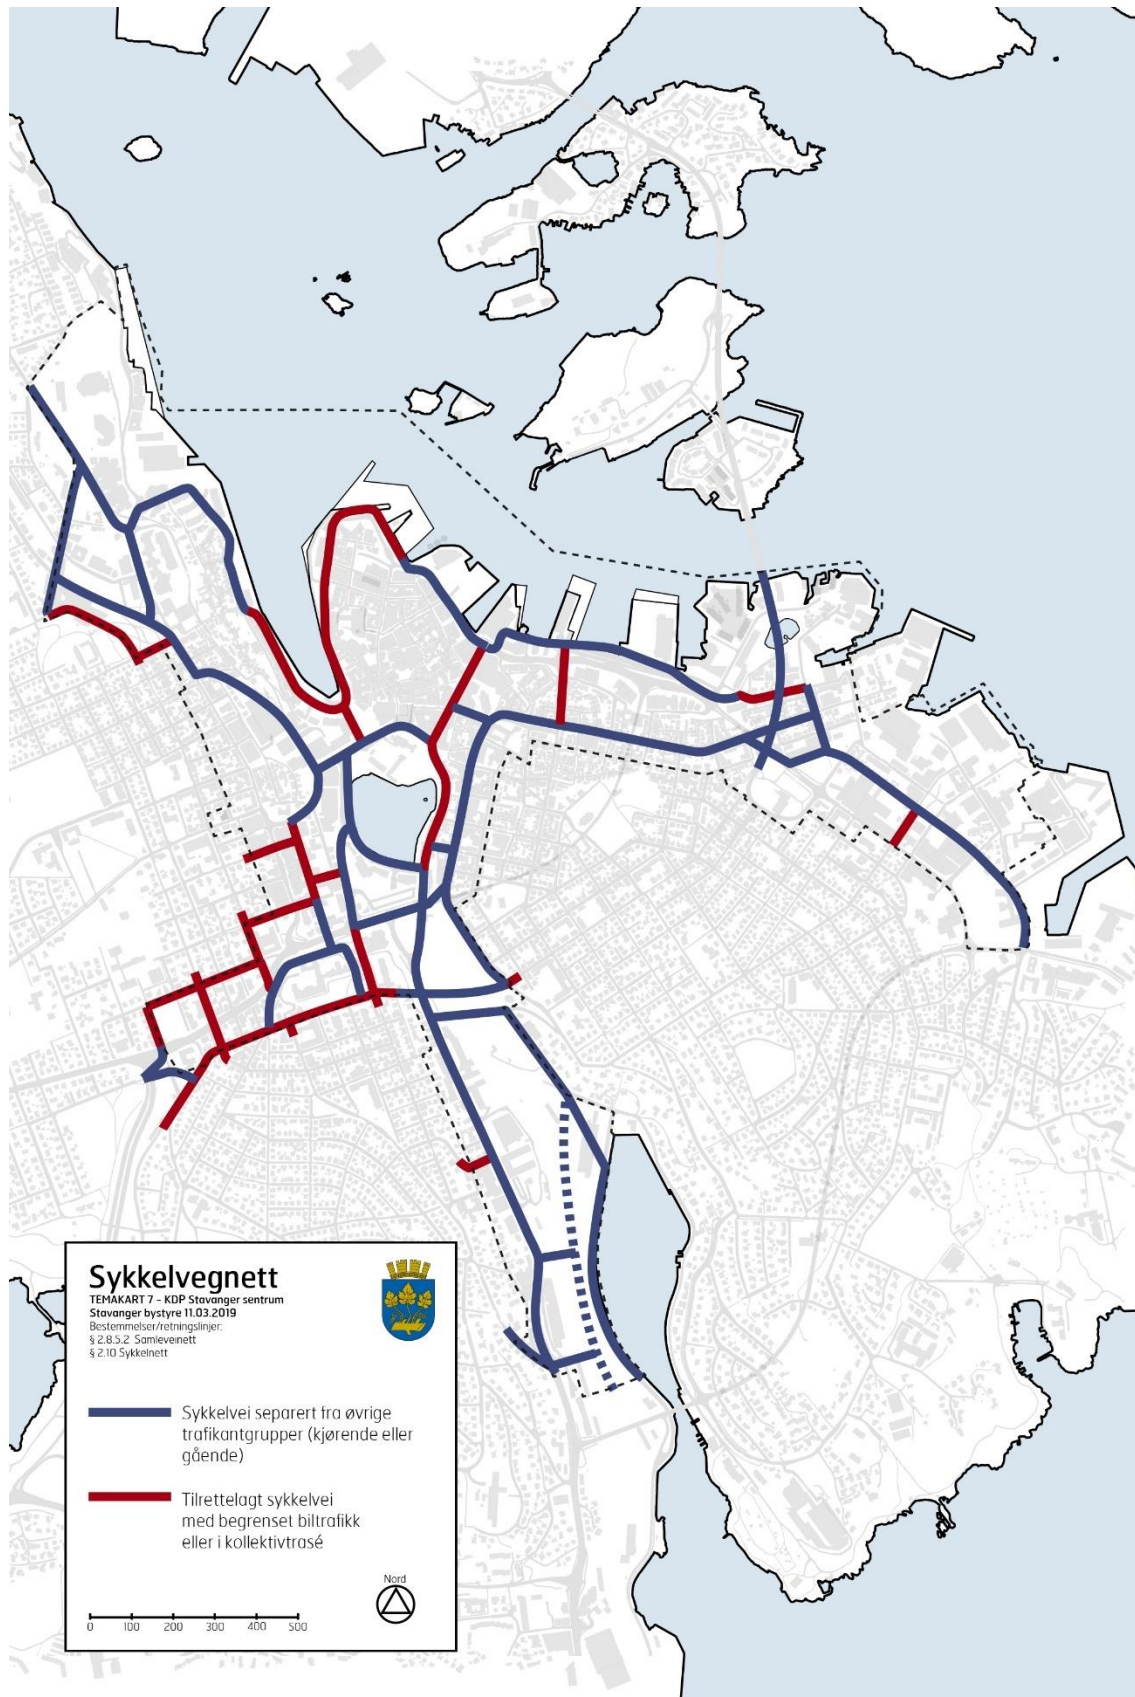 Sykkelvegnett
TEMAKART 7 - KDP Stavanger sentrum
Stavanger bystyre 11.03.2019
Bestemmelser/retningslinjer:
§ 2.8.5.2 Samleveinett
§ 2.10 Sykkelnett
Sykkelvei separert fra øvrige
trafikantgrupper (kjørende eller
gående)
Tilrettelagt sykkelvei
med begrenset biltrafikk
eller i kollektivtrasé
Nord
0 100 200 300 400 500